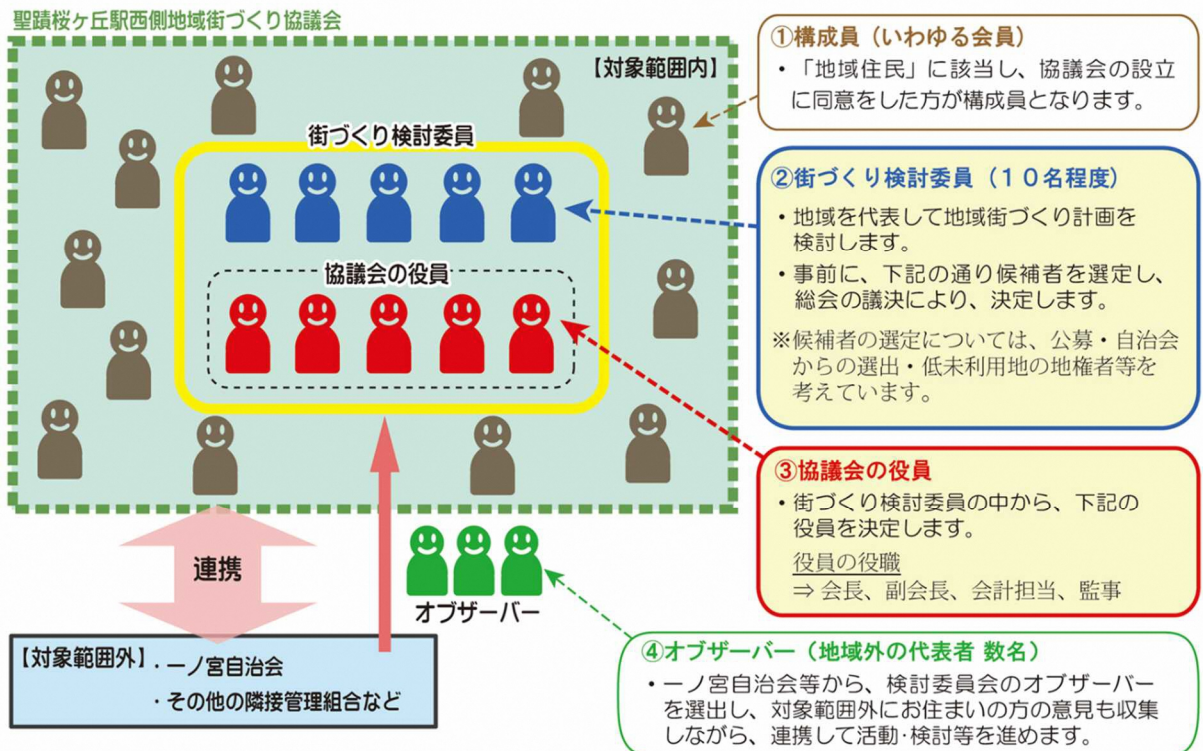 聖蹟桜ヶ丘駅西側地域街づくり協議会
【対象範囲内】
街づくり検討委員
協議会の役員
連携
オブザーバー
【対象範囲外】・一ノ宮自治会
・その他の隣接管理組合など
①構成員（いわゆる会員）
・「地域住民」に該当し、協議会の設立
に同意をした方が構成員となります。
②街づくり検討委員（１０名程度）
・地域を代表して地域街づくり計画を
検討します。
・事前に、下記の通り候補者を選定し、
総会の議決により、決定します。
※候補者の選定については、公募・自治会
からの選出・低未利用地の地権者等を
考えています。
③協議会の役員
・街づくり検討委員の中から、下記の
役員を決定します。
役員の役職
⇒ 会長、副会長、会計担当、監事
④オブザーバー（地域外の代表者 数名）
・一ノ宮自治会等から、検討委員会のオブザーバー
を選出し、対象範囲外にお住まいの方の意見も収集
しながら、連携して活動・検討等を進めます。